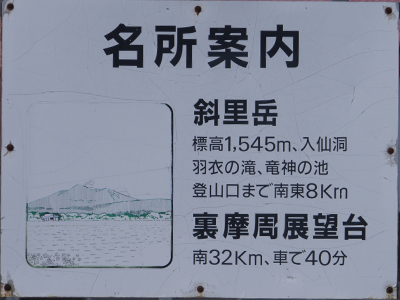 名所案内
斜里岳
標高1,545m、入仙洞
羽衣の滝、竜神の池
登山口まで南東8Km
裏摩周展望台
南32Km、車で40分